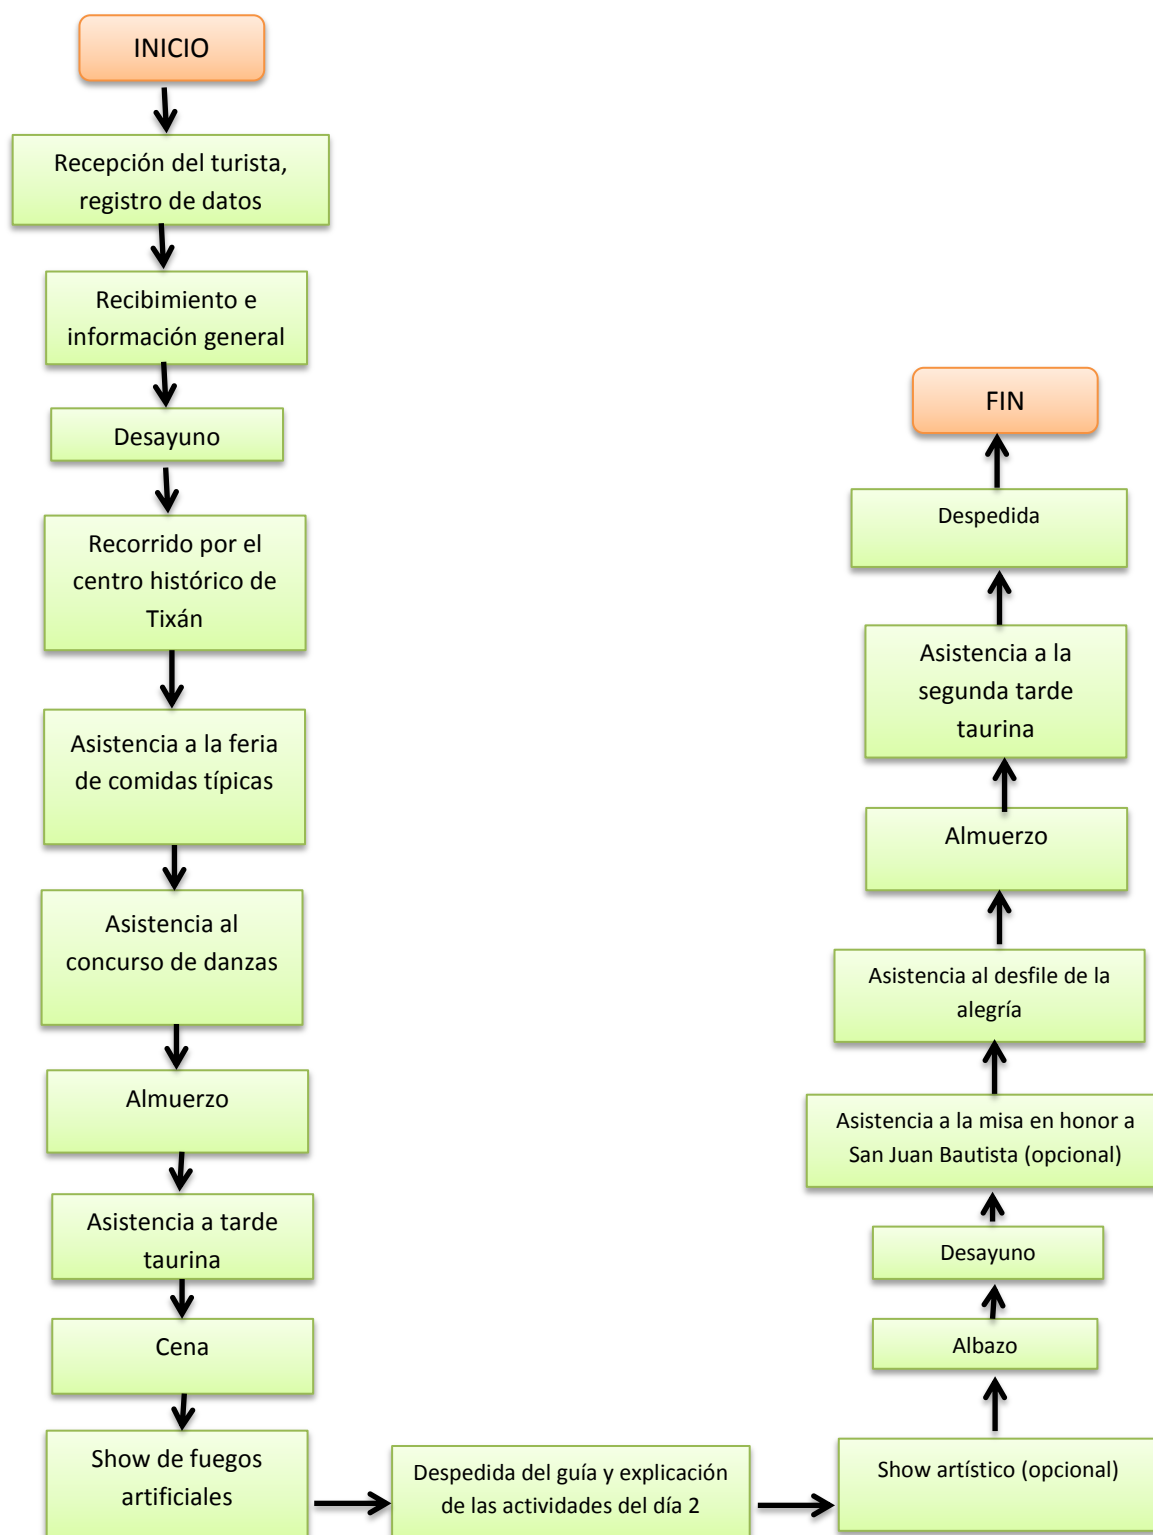 INICIO
Recepción del turista,
registro de datos
Recibimiento e
información general
Desayuno
Recorrido por el
centro histórico de
Tixán
Asistencia a la feria
de comidas típicas
Asistencia al
concurso de danzas
Almuerzo
Asistencia a tarde
taurina
Cena
Show de fuegos
artificiales
Despedida del guía y explicación
de las actividades del día 2
Show artístico (opcional)
Albazo
Desayuno
Asistencia a la misa en honor a
San Juan Bautista (opcional)
Asistencia al desfile de la
alegría
Almuerzo
Asistencia a la
segunda tarde
taurina
Despedida
FIN